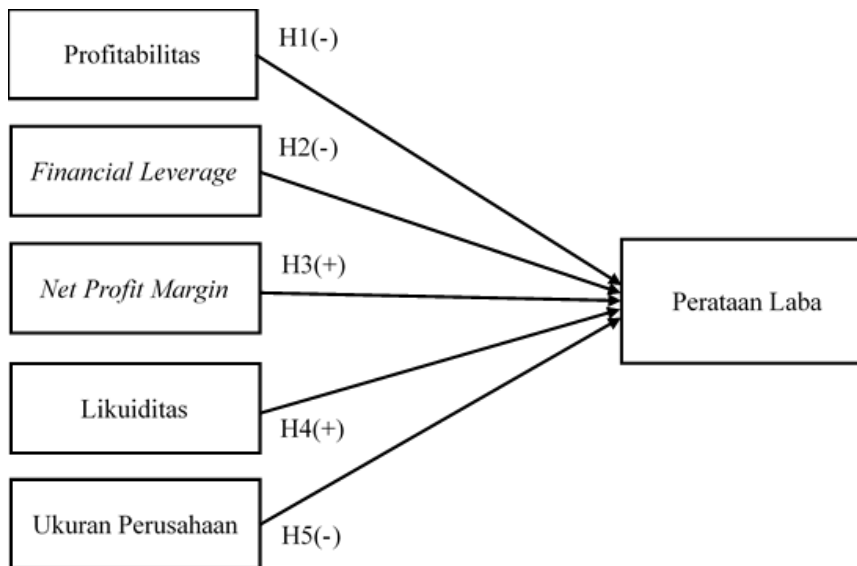 Profitabilitas
H1(-)
Financial Leverage
H2(-)
Net Profit Margin
H3(+)
Perataan Laba
Likuiditas
H4(+)
Ukuran Perusahaan
H5(-)